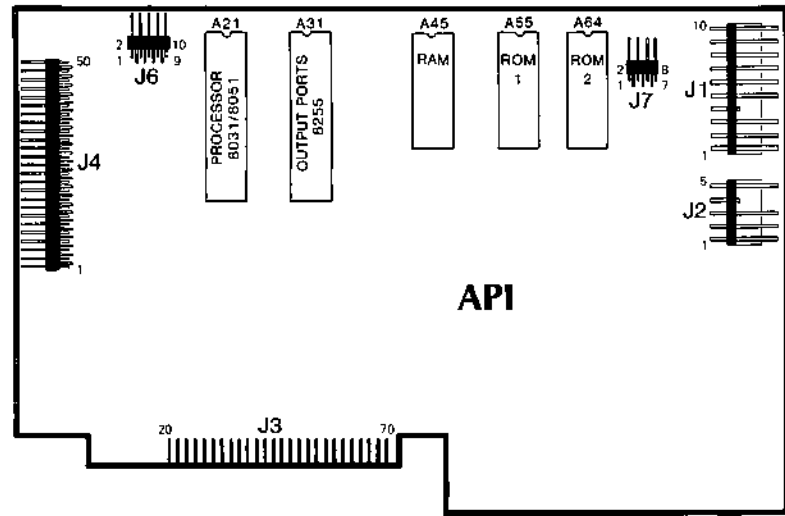 A21
A31
A45
A55
A64
10
2
10
1
9
J6
50
PROCESSOR
8031/8051
OUTPUT PORTS
8255
RAM
ROM
1
ROM
2
2
8
1
7
J7
J1
1
J4
5
J2
1
1
API
20
J3
70